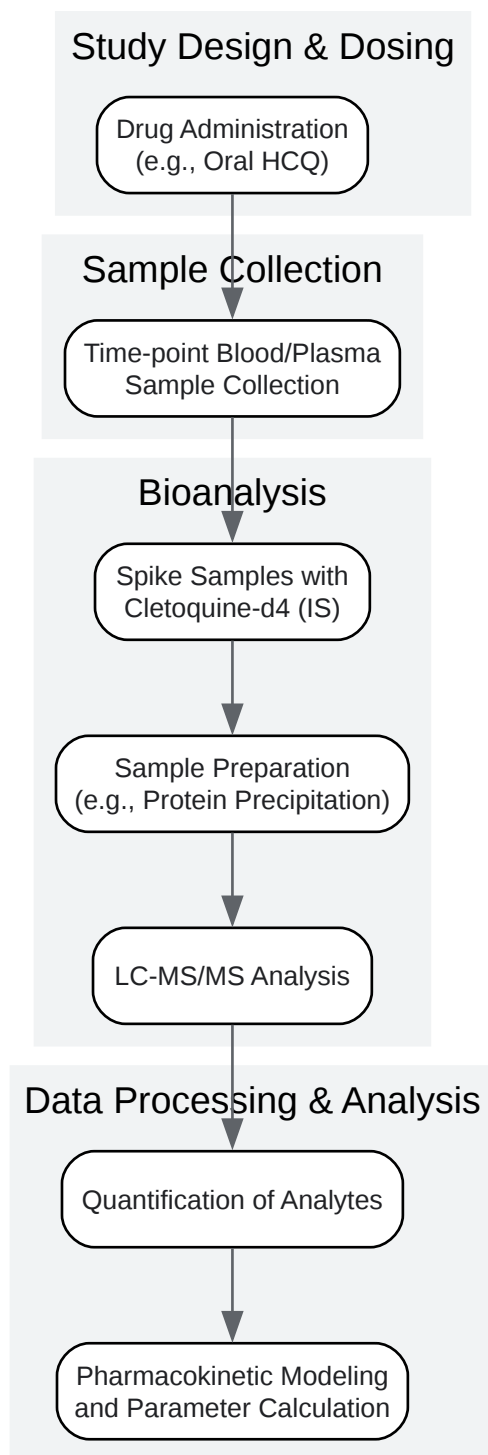 Study Design & Dosing
Drug Administration
(e.g., Oral HCQ)
Sample Collection
Time-point Blood/Plasma
Sample Collection
Bioanalysis
Spike Samples with
Cletoquine-d4 (IS)
Sample Preparation
(e.g., Protein Precipitation)
LC-MS/MS Analysis
Data Processing & Analysis
Quantification of Analytes
Pharmacokinetic Modeling
and Parameter Calculation